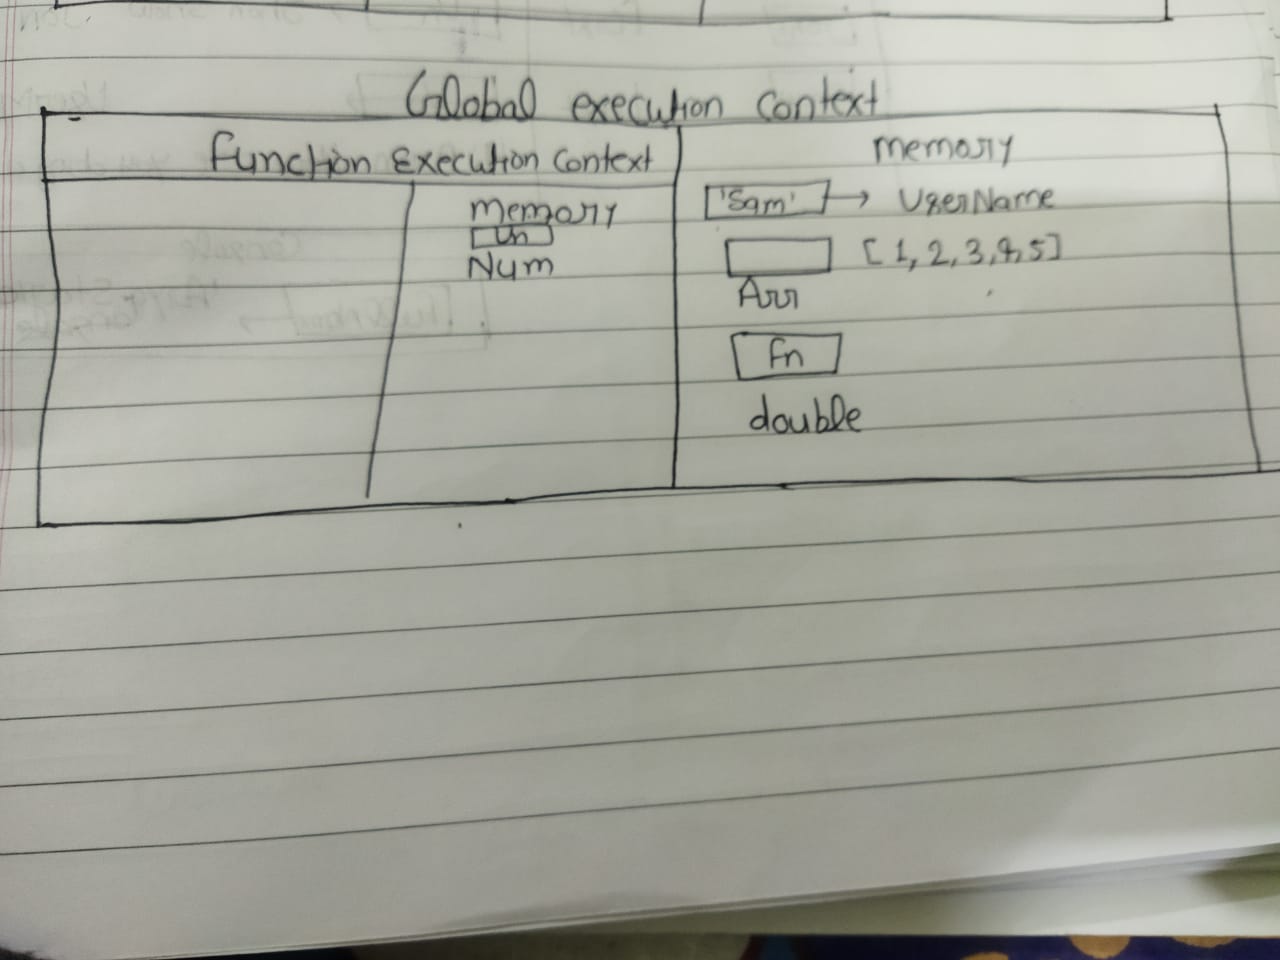 Global execution context
Function Execution Context
Memory
Un
Num
Memory
'Sam' → UserName
[1, 2, 3, 4, 5]
Arr
Fn
double